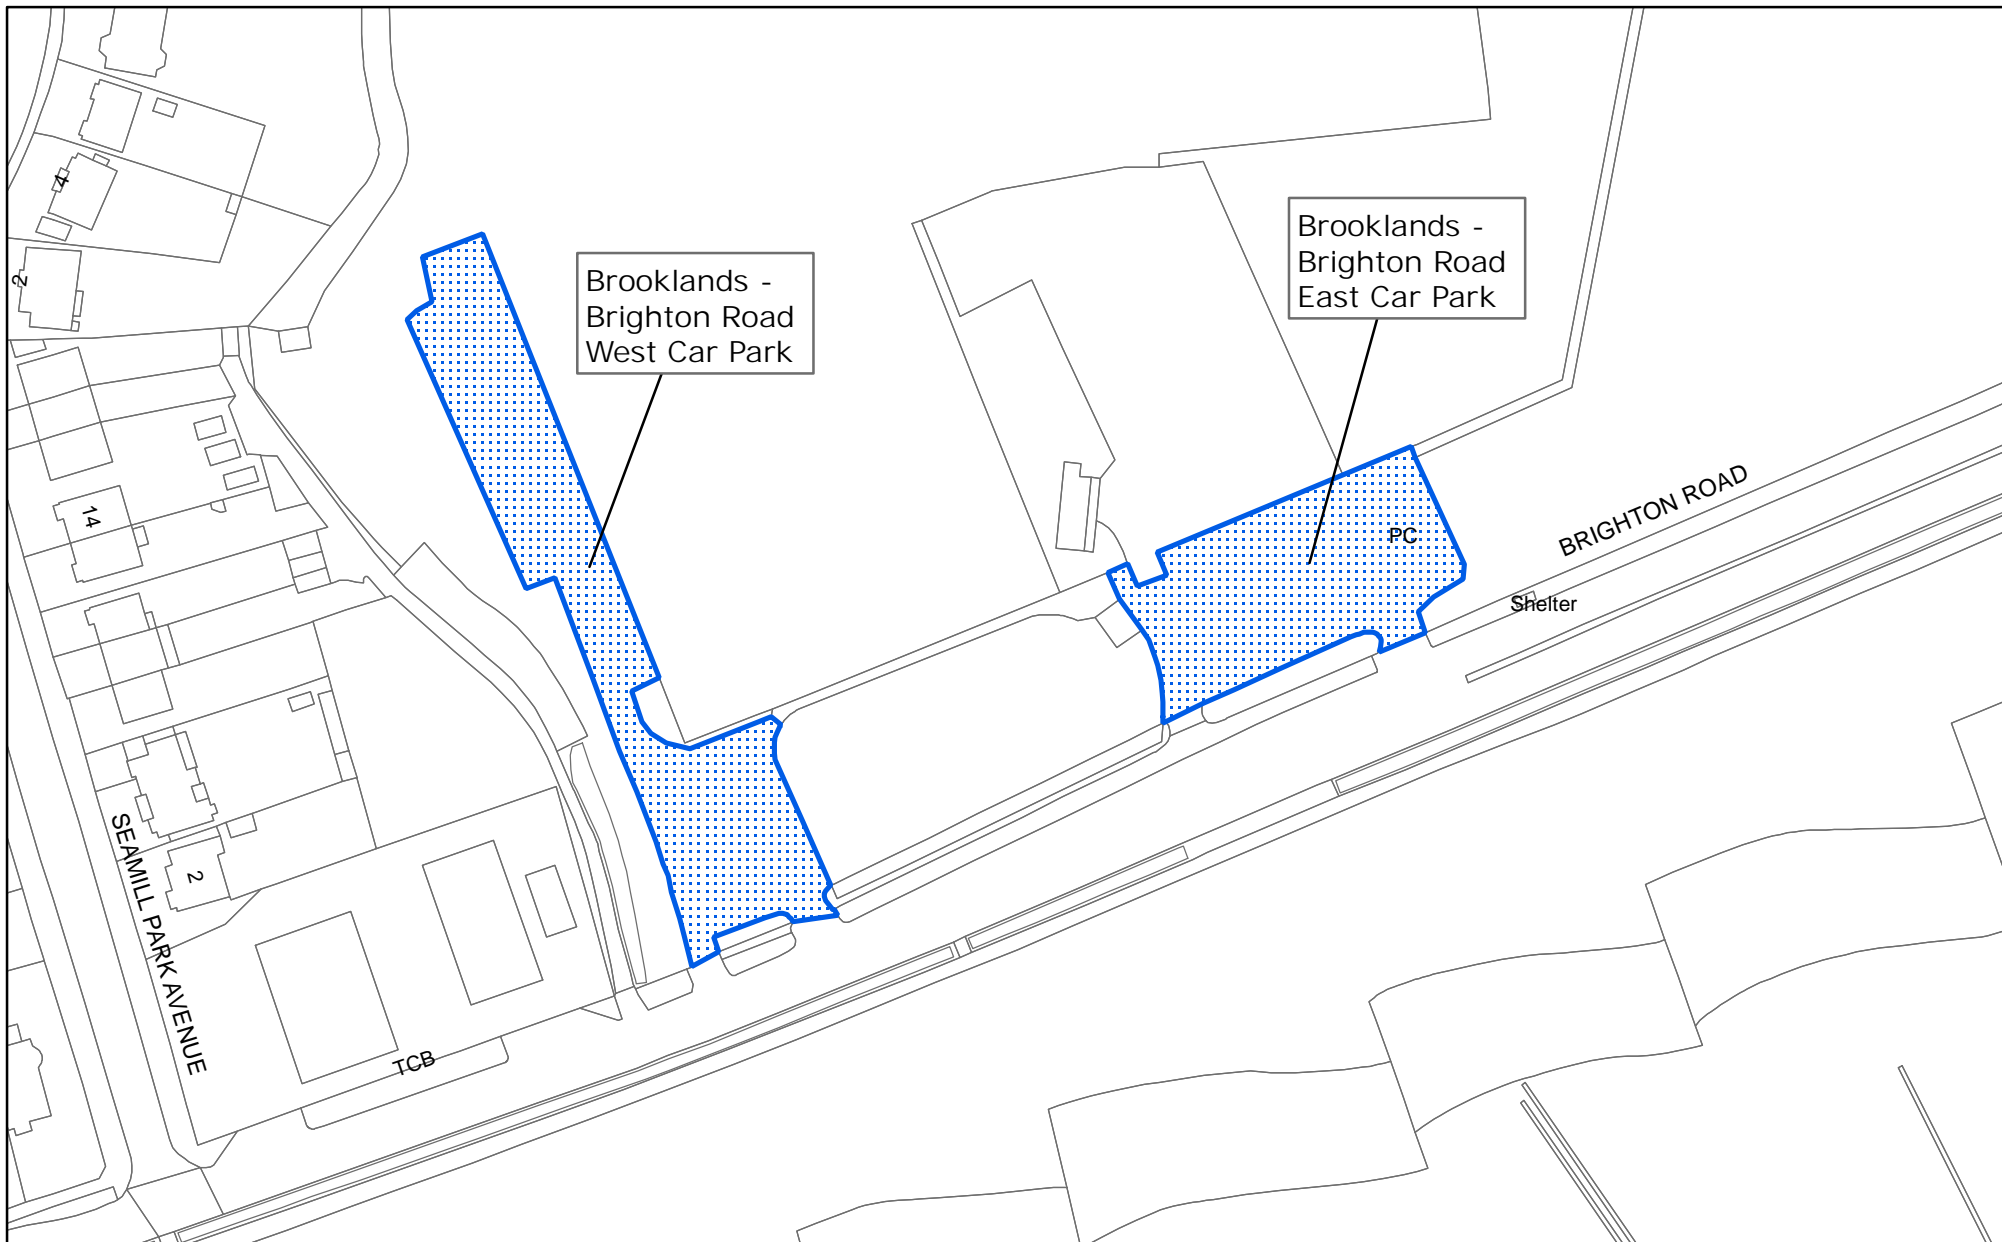 4
2
Brooklands -
Brighton Road
West Car Park
Brooklands -
Brighton Road
East Car Park
14
PC
BRIGHTON ROAD
Shelter
SEAMILL PARK AVENUE
2
TCB